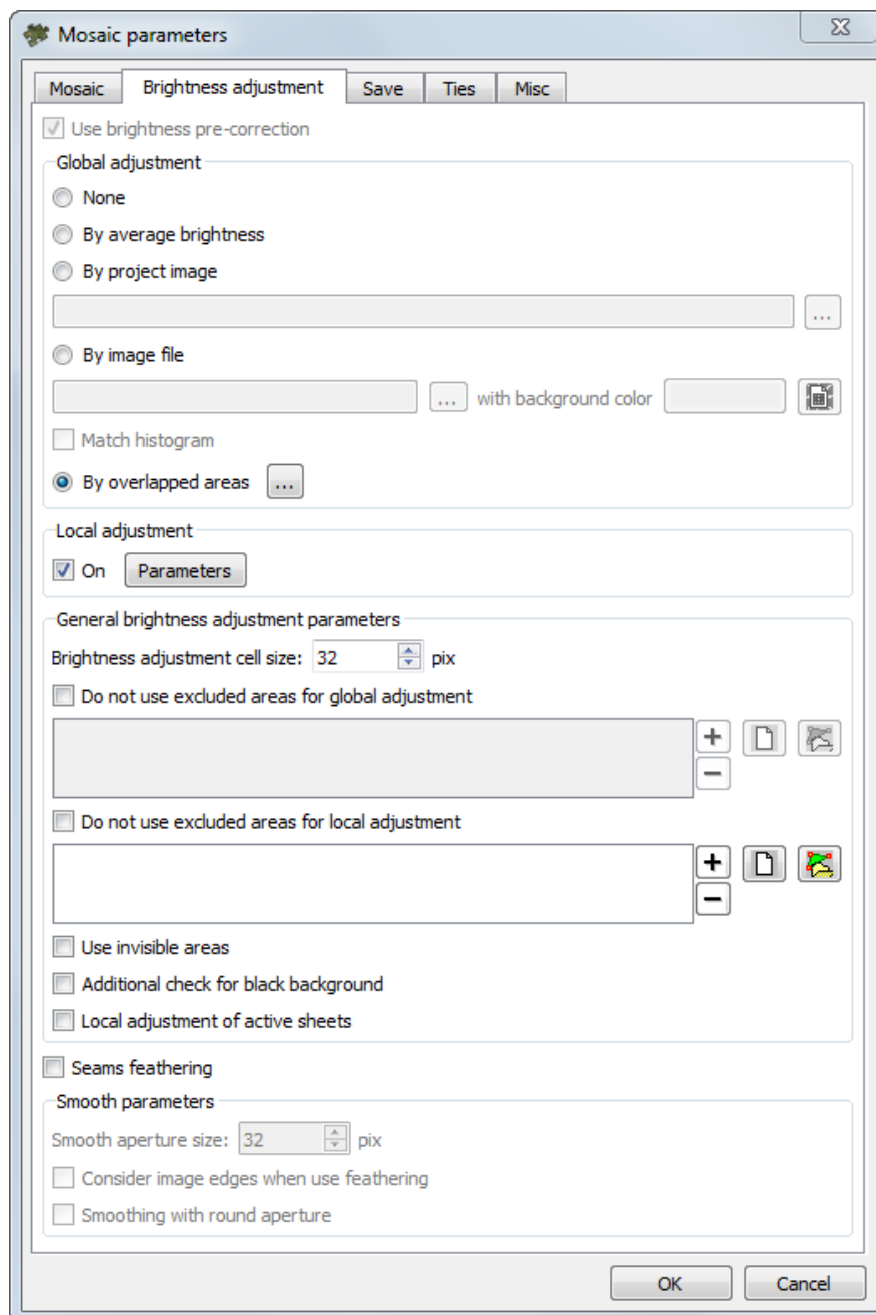 Mosaic parameters
Mosaic Brightness adjustment Save Ties Misc
Use brightness pre-correction
Global adjustment
None
By average brightness
By project image
...
By image file
... with background color
Match histogram
By overlapped areas ...
Local adjustment
On Parameters
General brightness adjustment parameters
Brightness adjustment cell size: 32 pix
Do not use excluded areas for global adjustment
Do not use excluded areas for local adjustment
Use invisible areas
Additional check for black background
Local adjustment of active sheets
Seams feathering
Smooth parameters
Smooth aperture size: 32 pix
Consider image edges when use feathering
Smoothing with round aperture
OK Cancel